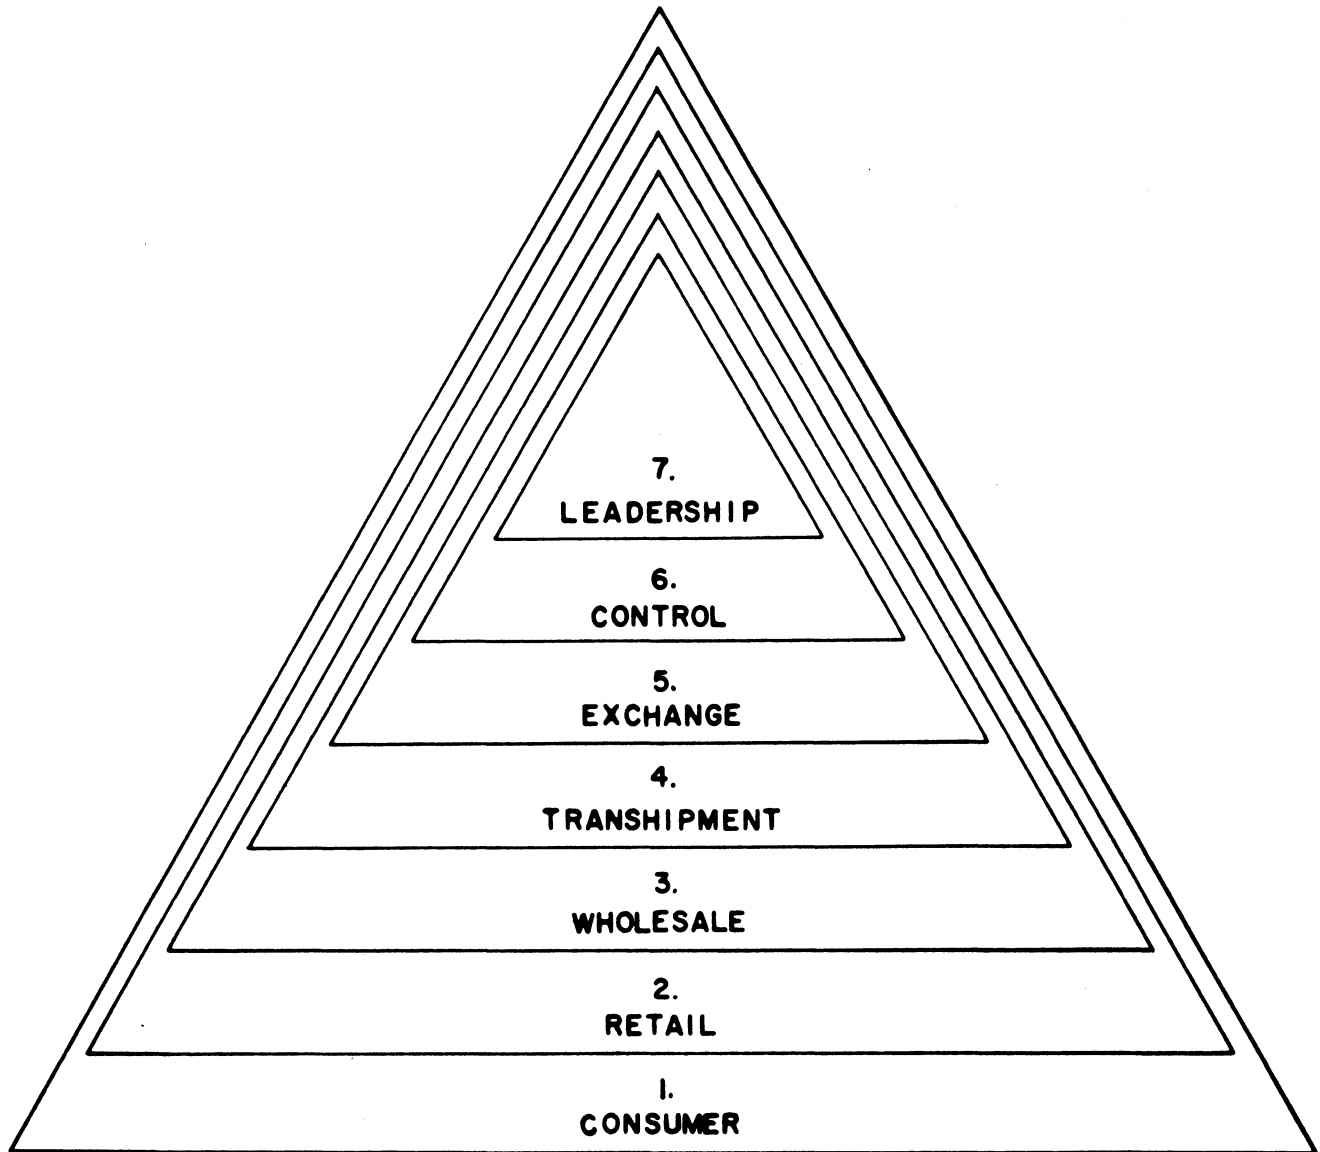 7.
LEADERSHIP
6.
CONTROL
5.
EXCHANGE
4.
TRANSHIPMENT
3.
WHOLESALE
2.
RETAIL
1.
CONSUMER